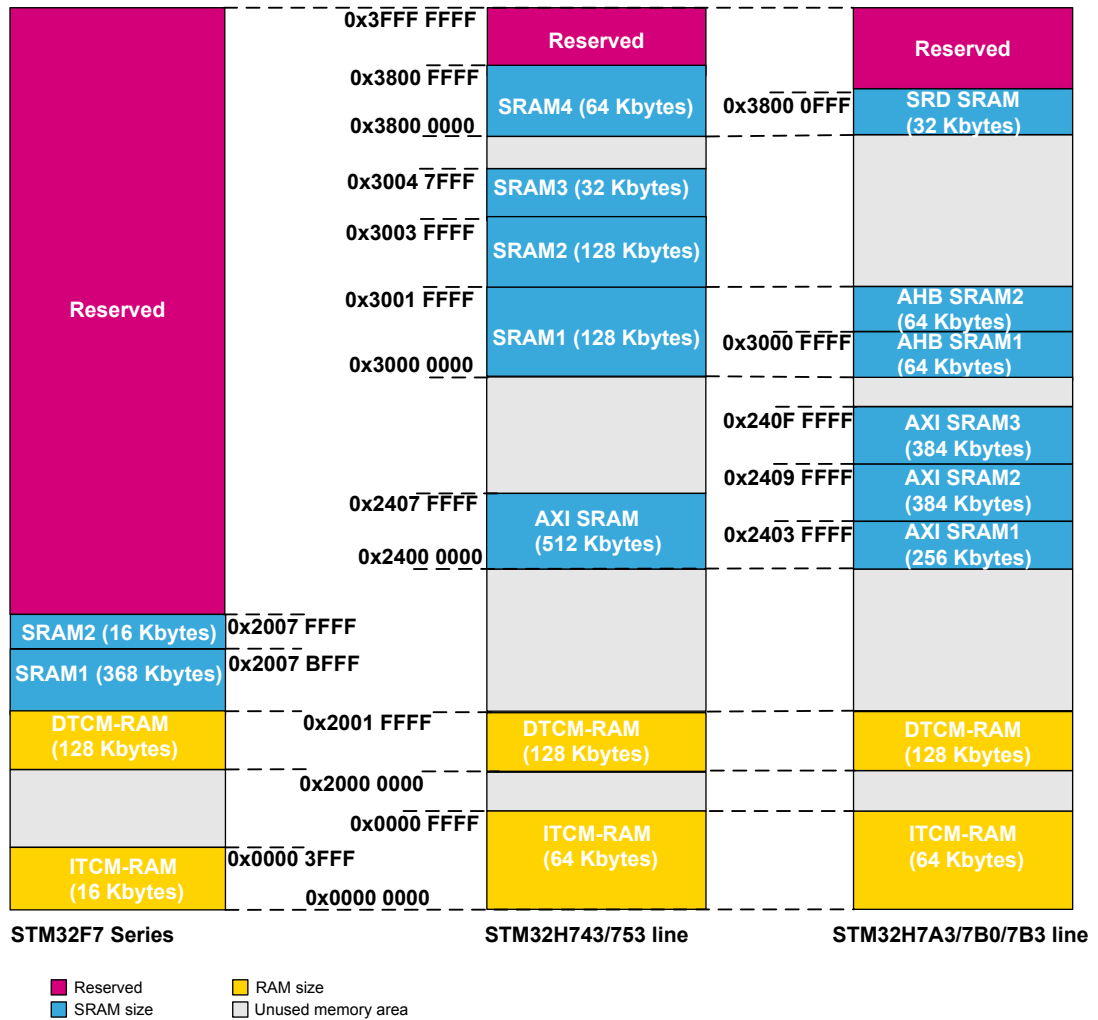 0x3FFF FFFF
Reserved
Reserved
0x3800 FFFF
SRAM4 (64 Kbytes)
0x3800 0FFF
SRD SRAM
(32 Kbytes)
0x3800 0000
0x3004 7FFF
SRAM3 (32 Kbytes)
0x3003 FFFF
SRAM2 (128 Kbytes)
Reserved
0x3001 FFFF
SRAM1 (128 Kbytes)
AHB SRAM2
(64 Kbytes)
0x3000 FFFF
AHB SRAM1
(64 Kbytes)
0x3000 0000
0x240F FFFF
AXI SRAM3
(384 Kbytes)
0x2409 FFFF
AXI SRAM2
(384 Kbytes)
0x2407 FFFF
AXI SRAM
(512 Kbytes)
0x2403 FFFF
AXI SRAM1
(256 Kbytes)
0x2400 0000
SRAM2 (16 Kbytes)
0x2007 FFFF
SRAM1 (368 Kbytes)
0x2007 BFFF
DTCM-RAM
(128 Kbytes)
0x2001 FFFF
DTCM-RAM
(128 Kbytes)
DTCM-RAM
(128 Kbytes)
0x2000 0000
0x0000 FFFF
ITCM-RAM
(64 Kbytes)
ITCM-RAM
(64 Kbytes)
ITCM-RAM
(16 Kbytes)
0x0000 3FFF
0x0000 0000
STM32F7 Series
STM32H743/753 line
STM32H7A3/7B0/7B3 line
Reserved
RAM size
SRAM size
Unused memory area